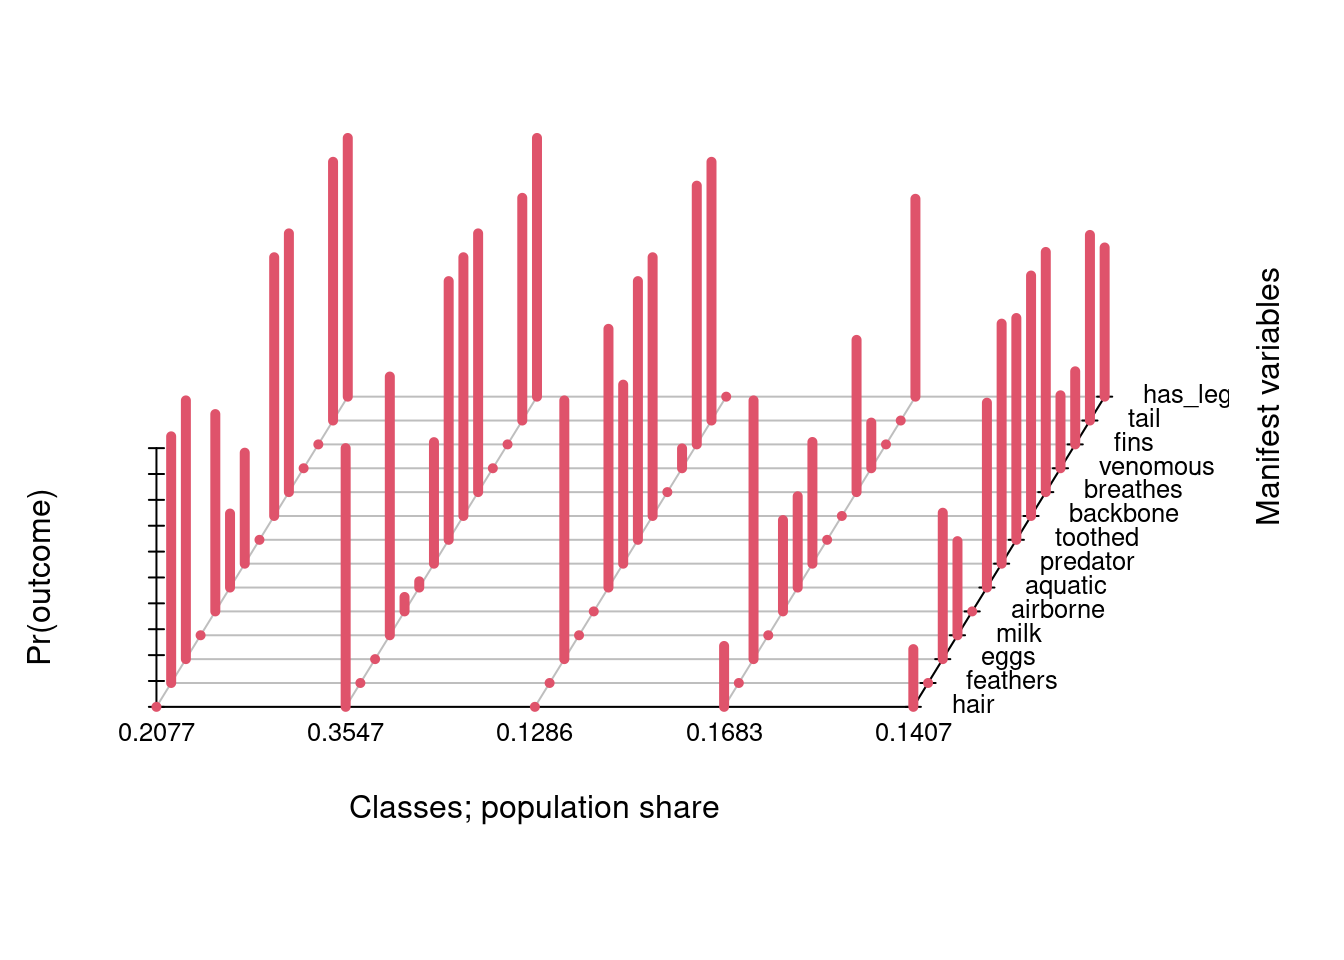 has_leg
tail
fins
venomous
breathes
backbone
toothed
predator
aquatic
airborne
milk
eggs
feathers
hair
Manifest variables
Pr(outcome)
0.2077 0.3547 0.1286 0.1683 0.1407
Classes; population share